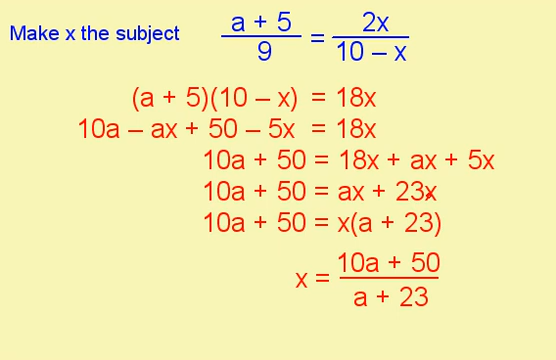 Make x the subject (a + 5)/9 = 2x/(10 – x)
(a + 5)(10 – x) = 18x
10a – ax + 50 – 5x = 18x
10a + 50 = 18x + ax + 5x
10a + 50 = ax + 23x
10a + 50 = x(a + 23)
x = (10a + 50)/(a + 23)